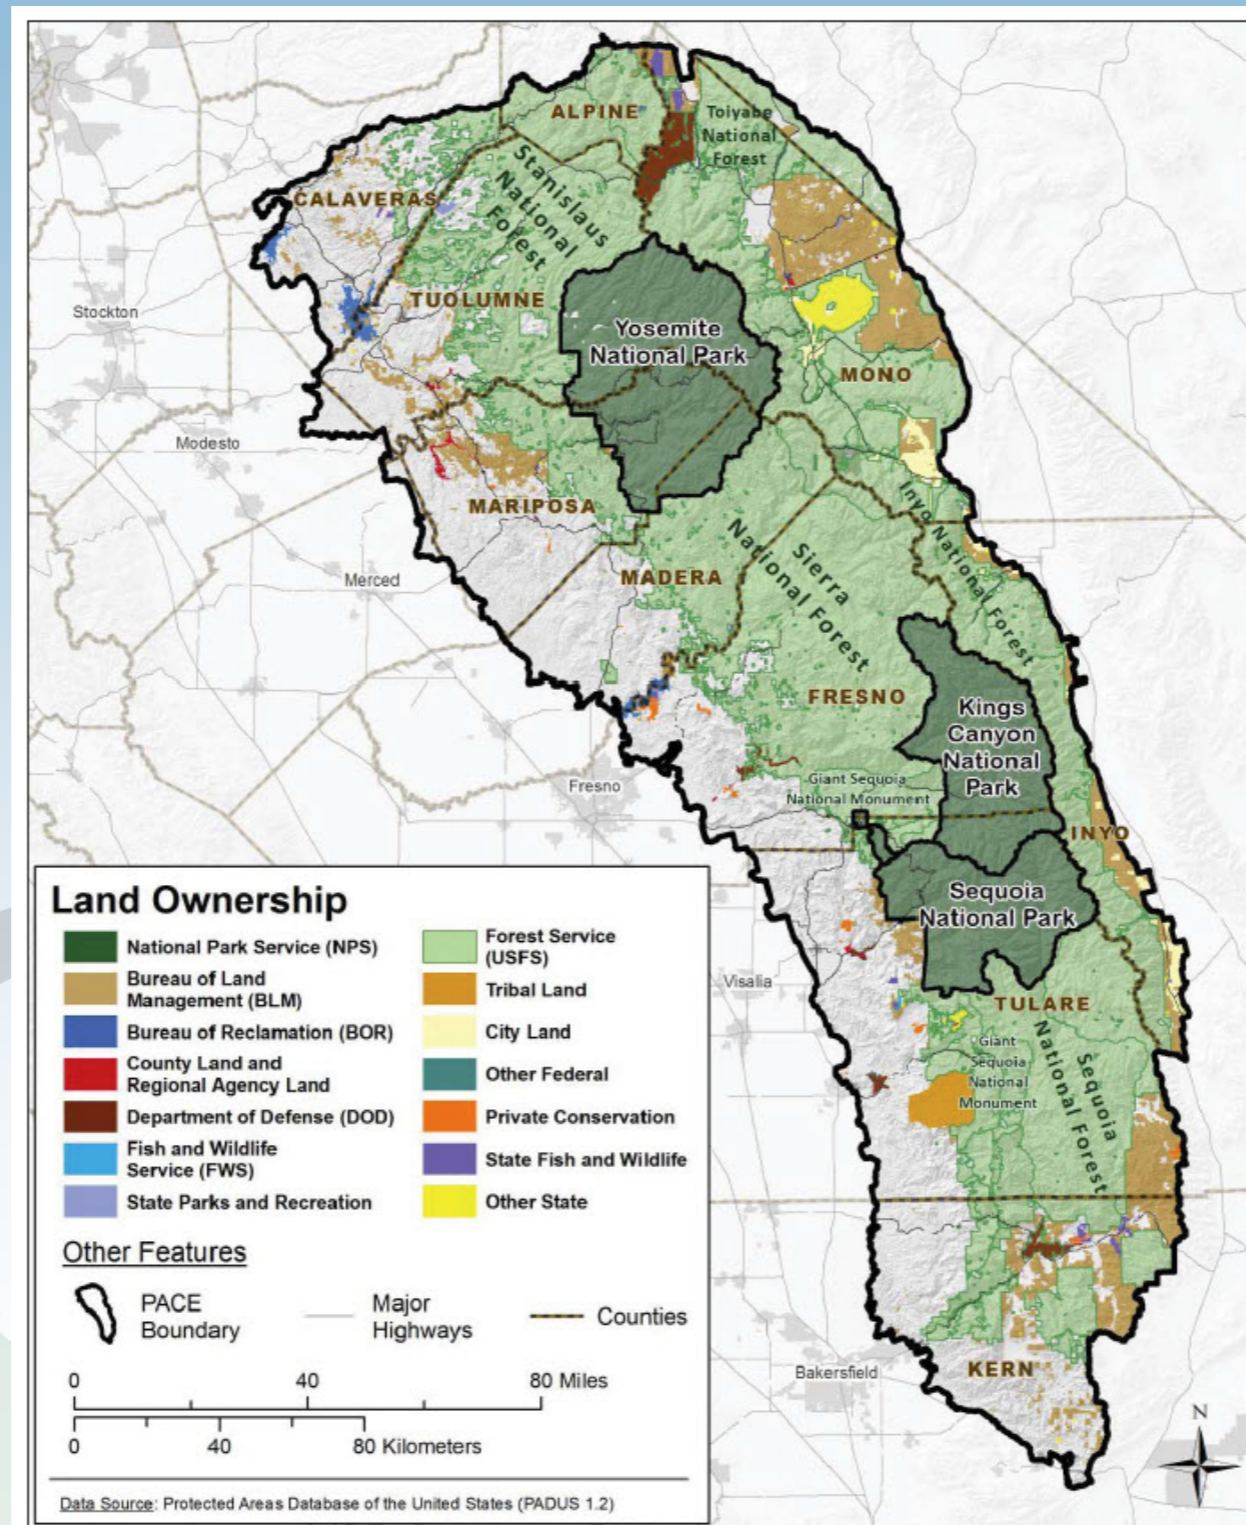 ALPINE
Toiyabe
National
Forest
Stanislaus
National
Forest
CALAVERAS
TUOLUMNE
Stockton
Yosemite
National Park
MONO
Modesto
MARIPOSA
Inyo National Forest
Sierra
National Forest
MADERA
Merced
FRESNO
Kings
Canyon
National
Park
Giant Sequoia
National Monument
Fresno
INYO
Sequoia
National Park
Visalia
TULARE
Giant
Sequoia
National
Monument
Sequoia
National Forest
Bakersfield
KERN
N
Land Ownership
National Park Service (NPS)
Bureau of Land
Management (BLM)
Bureau of Reclamation (BOR)
County Land and
Regional Agency Land
Department of Defense (DOD)
Fish and Wildlife
Service (FWS)
State Parks and Recreation
Forest Service
(USFS)
Tribal Land
City Land
Other Federal
Private Conservation
State Fish and Wildlife
Other State
Other Features
PACE
Boundary
Major
Highways
Counties
0 40 80 Miles
0 40 80 Kilometers
Data Source: Protected Areas Database of the United States (PADUS 1.2)